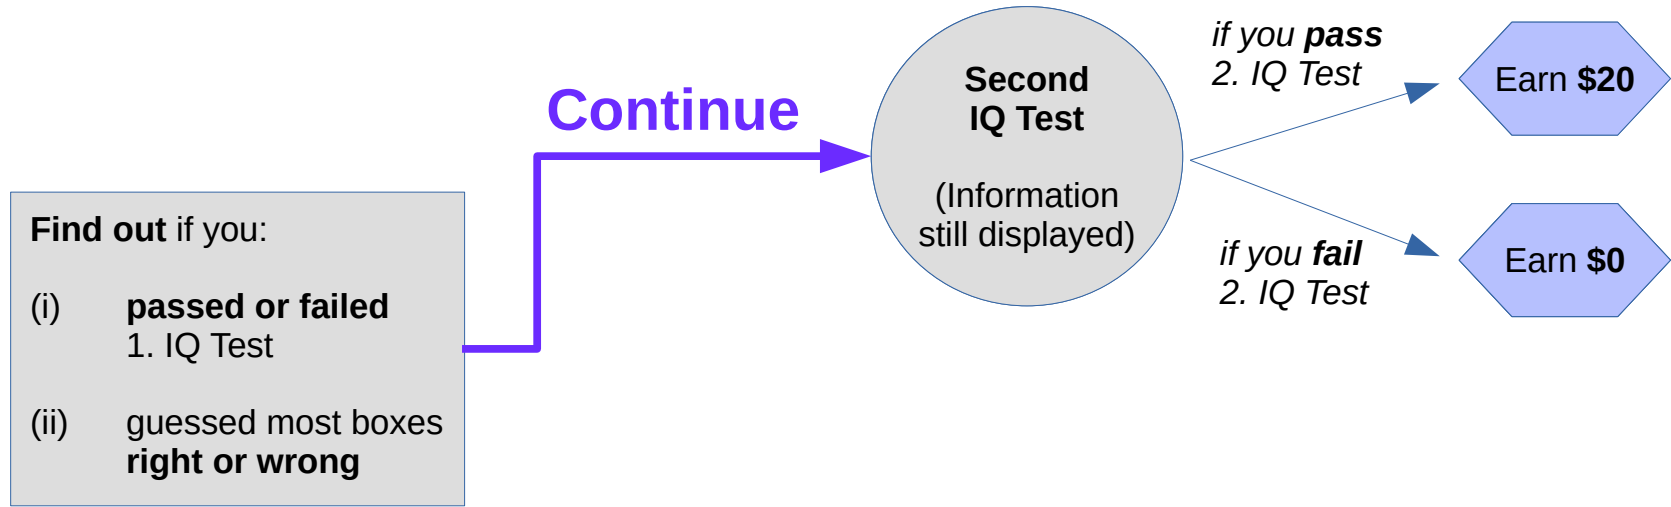 Find out if you:
(i) passed or failed
1. IQ Test
(ii) guessed most boxes
right or wrong
Continue
Second
IQ Test
(Information
still displayed)
if you pass
2. IQ Test
Earn $20
if you fail
2. IQ Test
Earn $0